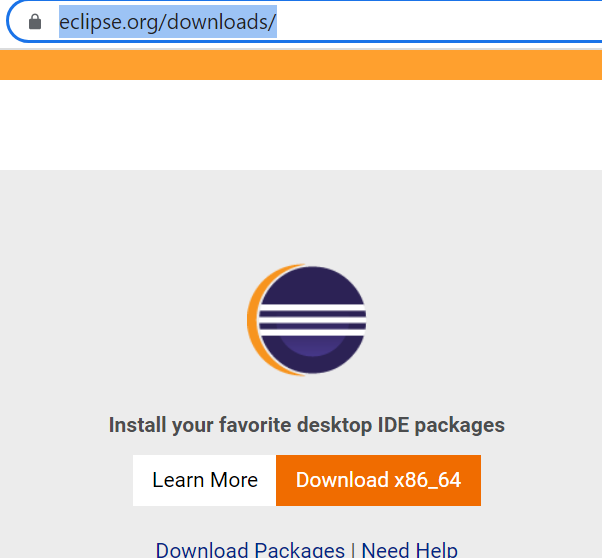 eclipse.org/downloads/
Install your favorite desktop IDE packages
Learn More Download x86_64
Download Packages | Need Help